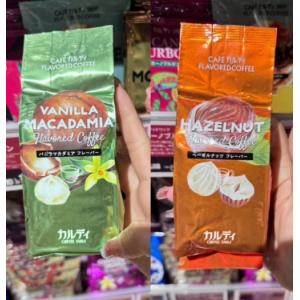 CAFE カルディ
FLAVORED COFFEE
VANILLA
MACADAMIA
Flavored Coffee
バニラマカダミア フレーバー
カルディ
COFFEE FARM
CAFE カルディ
FLAVORED COFFEE
HAZELNUT
Flavored Coffee
ヘーゼルナッツ フレーバー
カルディ
COFFEE FARM